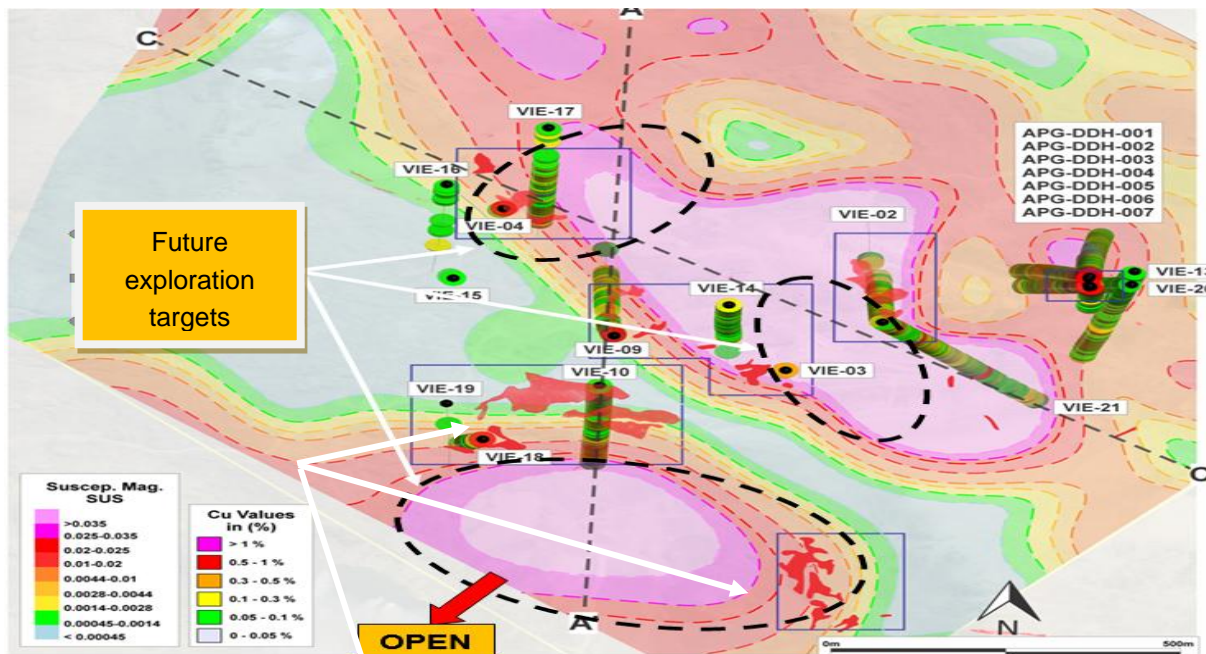 A
C
VIE-17
APG-DDH-001
APG-DDH-002
APG-DDH-003
APG-DDH-004
APG-DDH-005
APG-DDH-006
APG-DDH-007
VIE-16
VIE-04
VIE-02
Future
exploration
targets
VIE-15
VIE-14
VIE-13
VIE-09
VIE-03
VIE-10
VIE-19
VIE-21
VIE-18
C
Suscep. Mag.
SUS
>0.035
0.025-0.035
0.02-0.025
0.01-0.02
0.0044-0.01
0.0028-0.0044
0.0014-0.0028
0.00045-0.0014
< 0.00045
Cu Values
in (%)
> 1 %
0.5 - 1 %
0.3 - 0.5 %
0.1 - 0.3 %
0.05 - 0.1 %
0 - 0.05 %
A
OPEN
N
0m
500m